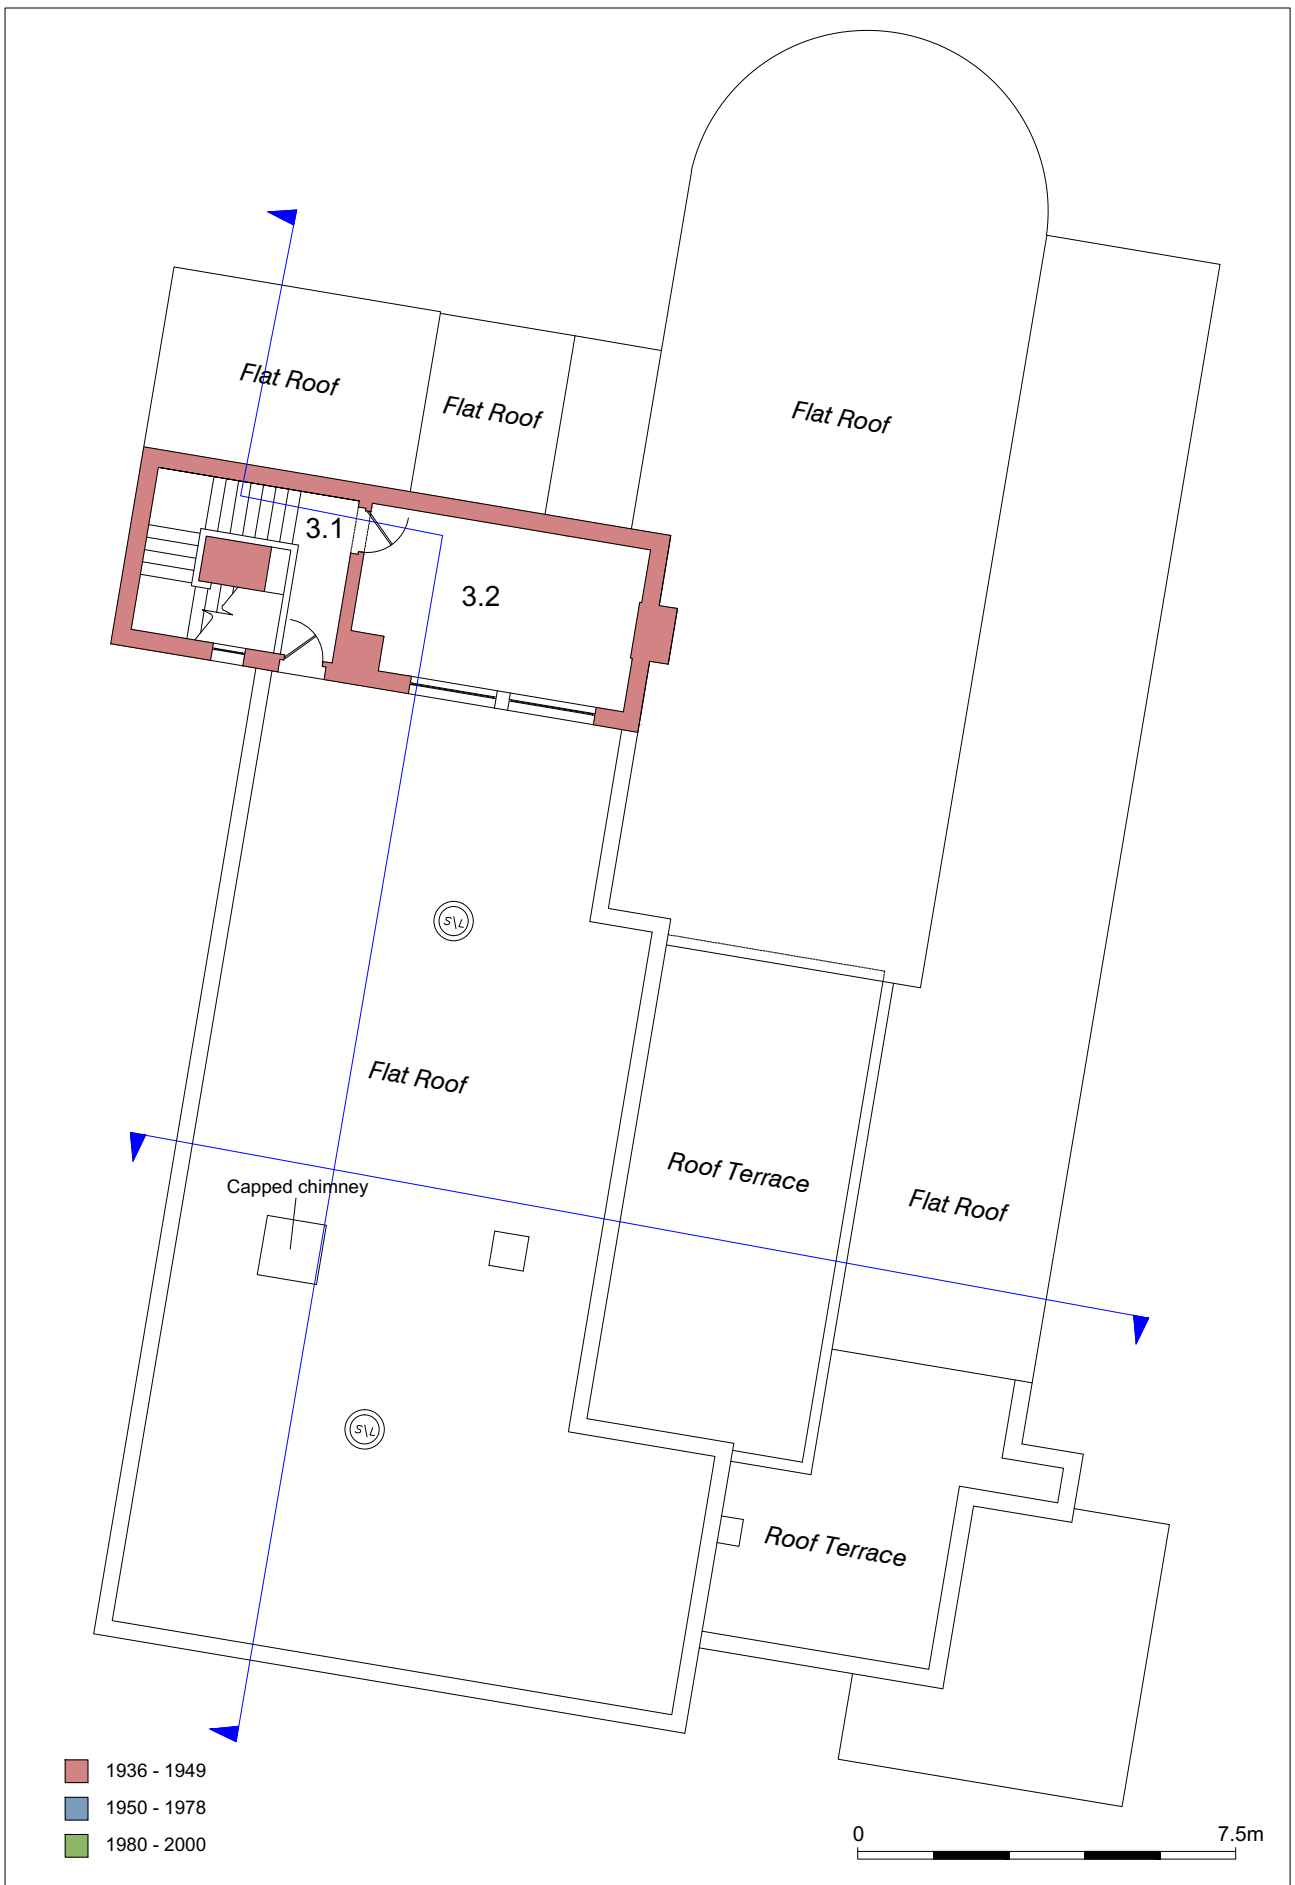 Flat Roof
Flat Roof
Flat Roof
3.1
3.2
S\L
Flat Roof
Roof Terrace
Capped chimney
Flat Roof
S\L
Roof Terrace
1936 - 1949
1950 - 1978
1980 - 2000
0 7.5m